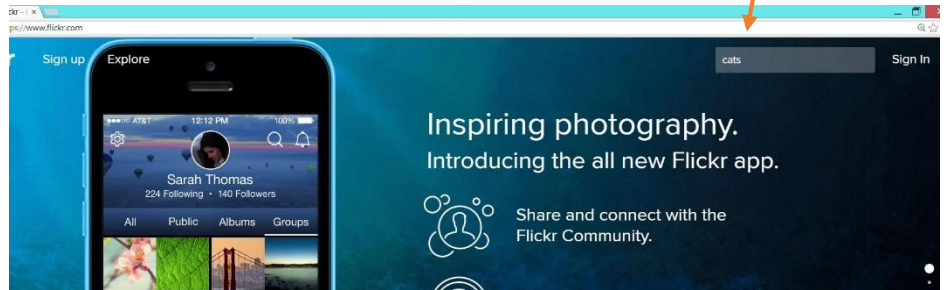 https://www.flickr.com
Sign up
Explore
cats
Sign In
AT&T 12:12 PM 100%
Sarah Thomas
224 Following • 140 Followers
All Public Albums Groups
Inspiring photography.
Introducing the all new Flickr app.
Share and connect with the
Flickr Community.